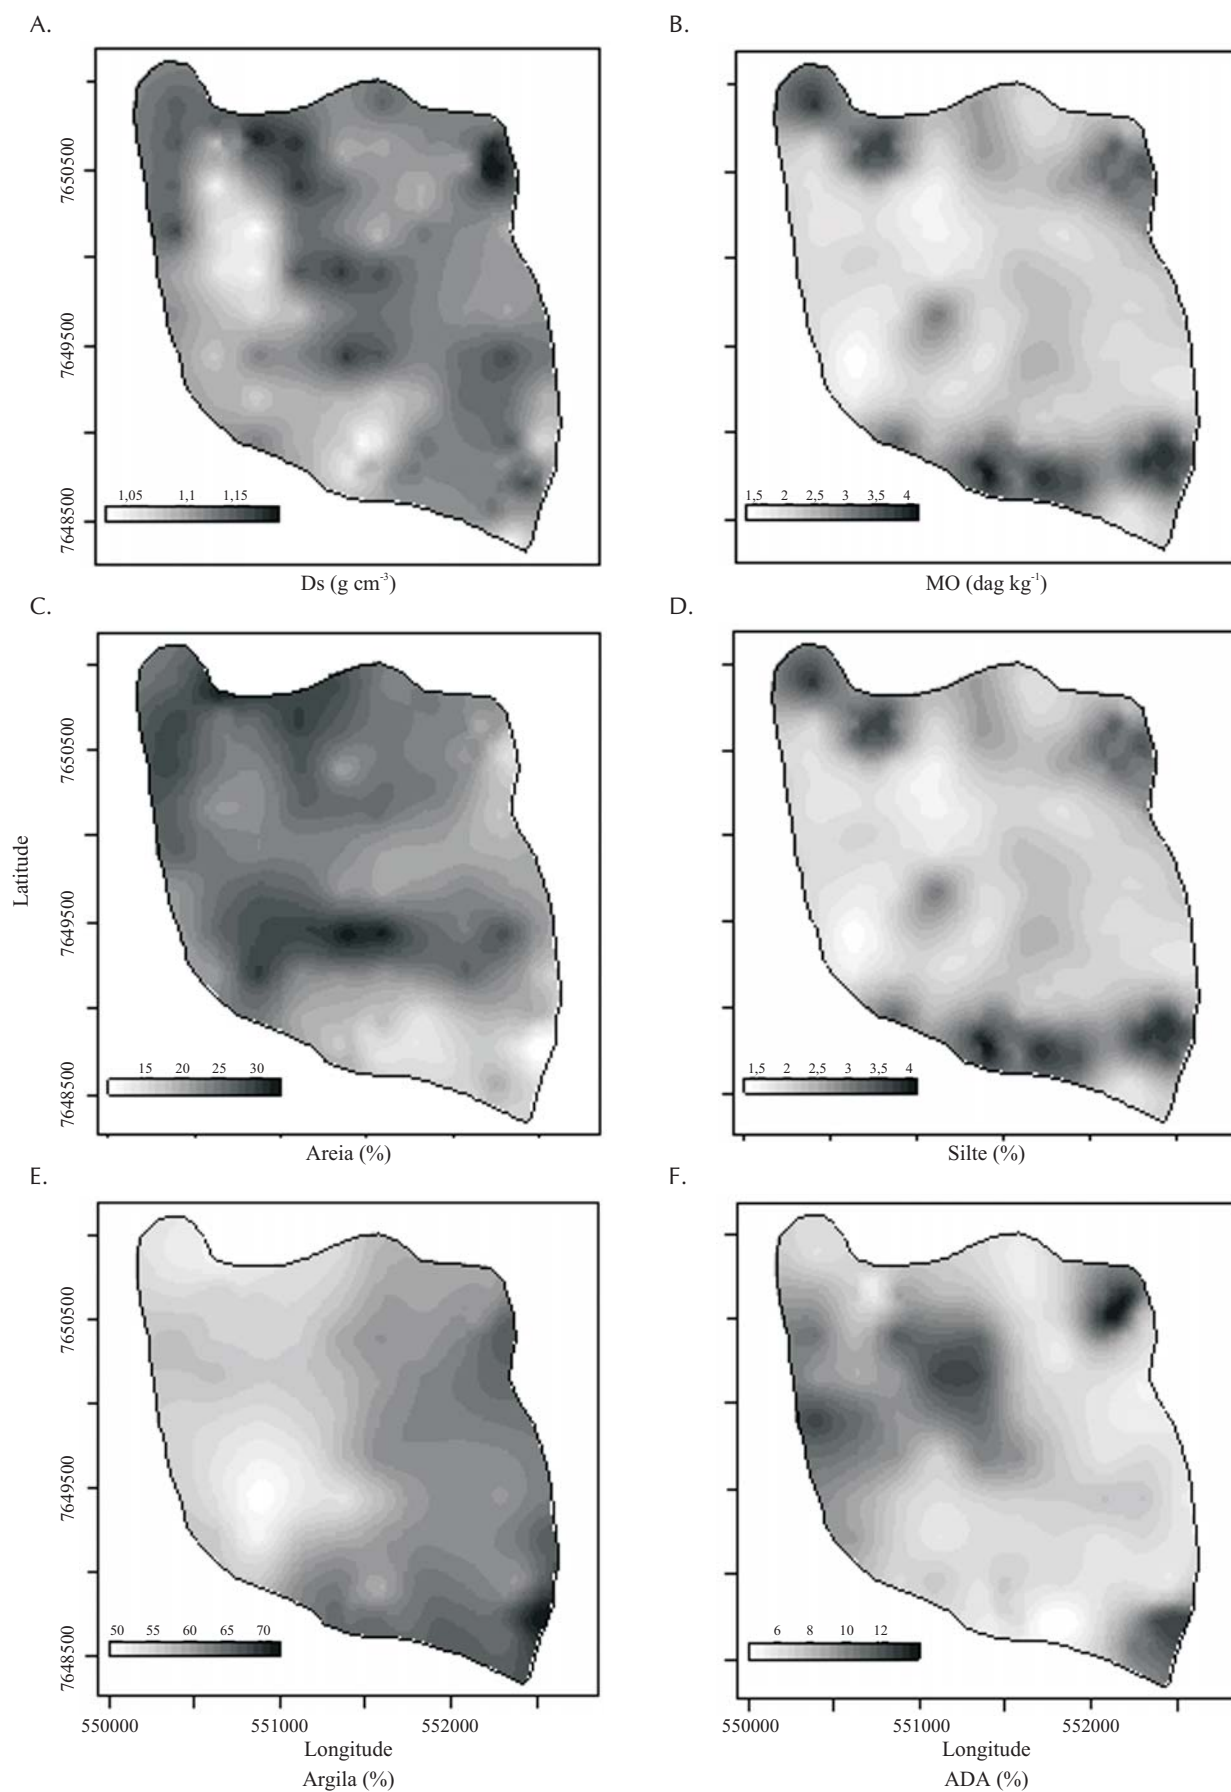 A.
B.
7650500
7649500
7648500
1,05 1,1 1,15
1,5 2 2,5 3 3,5 4
Ds (g cm-3)
MO (dag kg-1)
C.
D.
Latitude
7650500
7649500
7648500
15 20 25 30
1,5 2 2,5 3 3,5 4
Areia (%)
Silte (%)
E.
F.
7650500
7649500
7648500
50 55 60 65 70
6 8 10 12
550000 551000 552000
550000 551000 552000
Longitude
Longitude
Argila (%)
ADA (%)